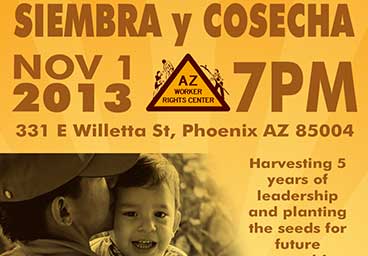 SIEMBRA y COSECHA
NOV 1
2013
AZ
WORKER
RIGHTS CENTER
7PM
331 E Willetta St, Phoenix AZ 85004
Harvesting 5
years of
leadership
and planting
the seeds for
future